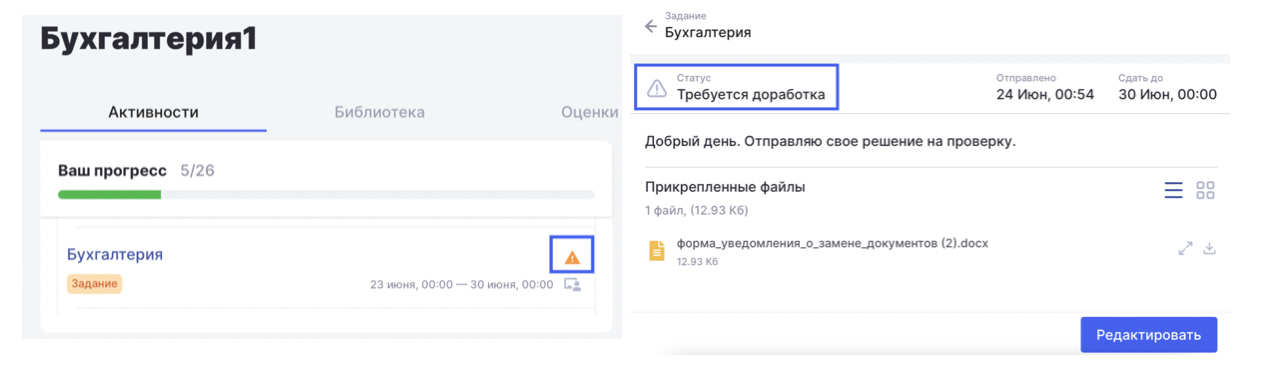 Бухгалтерия1
Активности
Библиотека
Оценки
Ваш прогресс 5/26
Бухгалтерия
Задание
23 июня, 00:00 — 30 июня, 00:00
Задание
Бухгалтерия
Статус
Требуется доработка
Отправлено
24 Июн, 00:54
Сдать до
30 Июн, 00:00
Добрый день. Отправляю свое решение на проверку.
Прикрепленные файлы
1 файл, (12.93 Кб)
форма_уведомления_о_замене_документов (2).docx
12.93 Кб
Редактировать